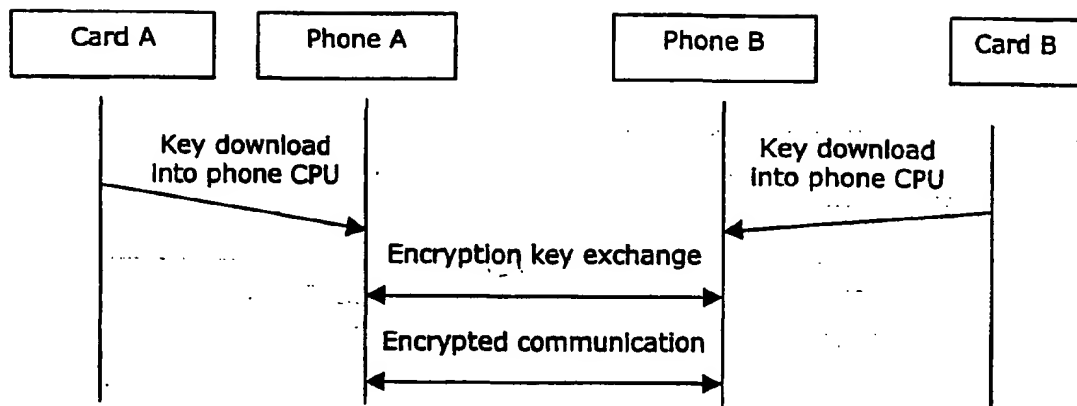 Card A
Phone A
Phone B
Card B
Key download
into phone CPU
Key download
into phone CPU
Encryption key exchange
Encrypted communication